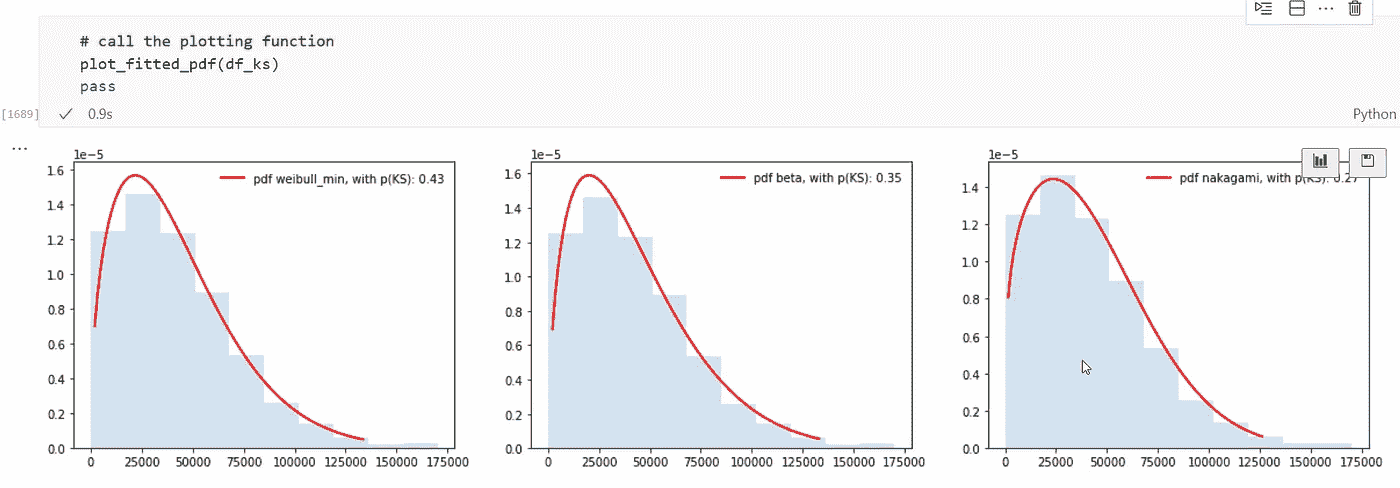 # call the plotting function
plot_fitted_pdf(df_ks)
pass
[1689]
0.9s
Python
...
1e−5
1.6
1.4
1.2
1.0
0.8
0.6
0.4
0.2
0.0
pdf weibull_min, with p(KS): 0.43
0 25000 50000 75000 100000 125000 150000 175000
1e−5
1.6
1.4
1.2
1.0
0.8
0.6
0.4
0.2
0.0
pdf beta, with p(KS): 0.35
0 25000 50000 75000 100000 125000 150000 175000
1e−5
1.4
1.2
1.0
0.8
0.6
0.4
0.2
0.0
pdf nakagami, with p(KS): 0.27
0 25000 50000 75000 100000 125000 150000 175000